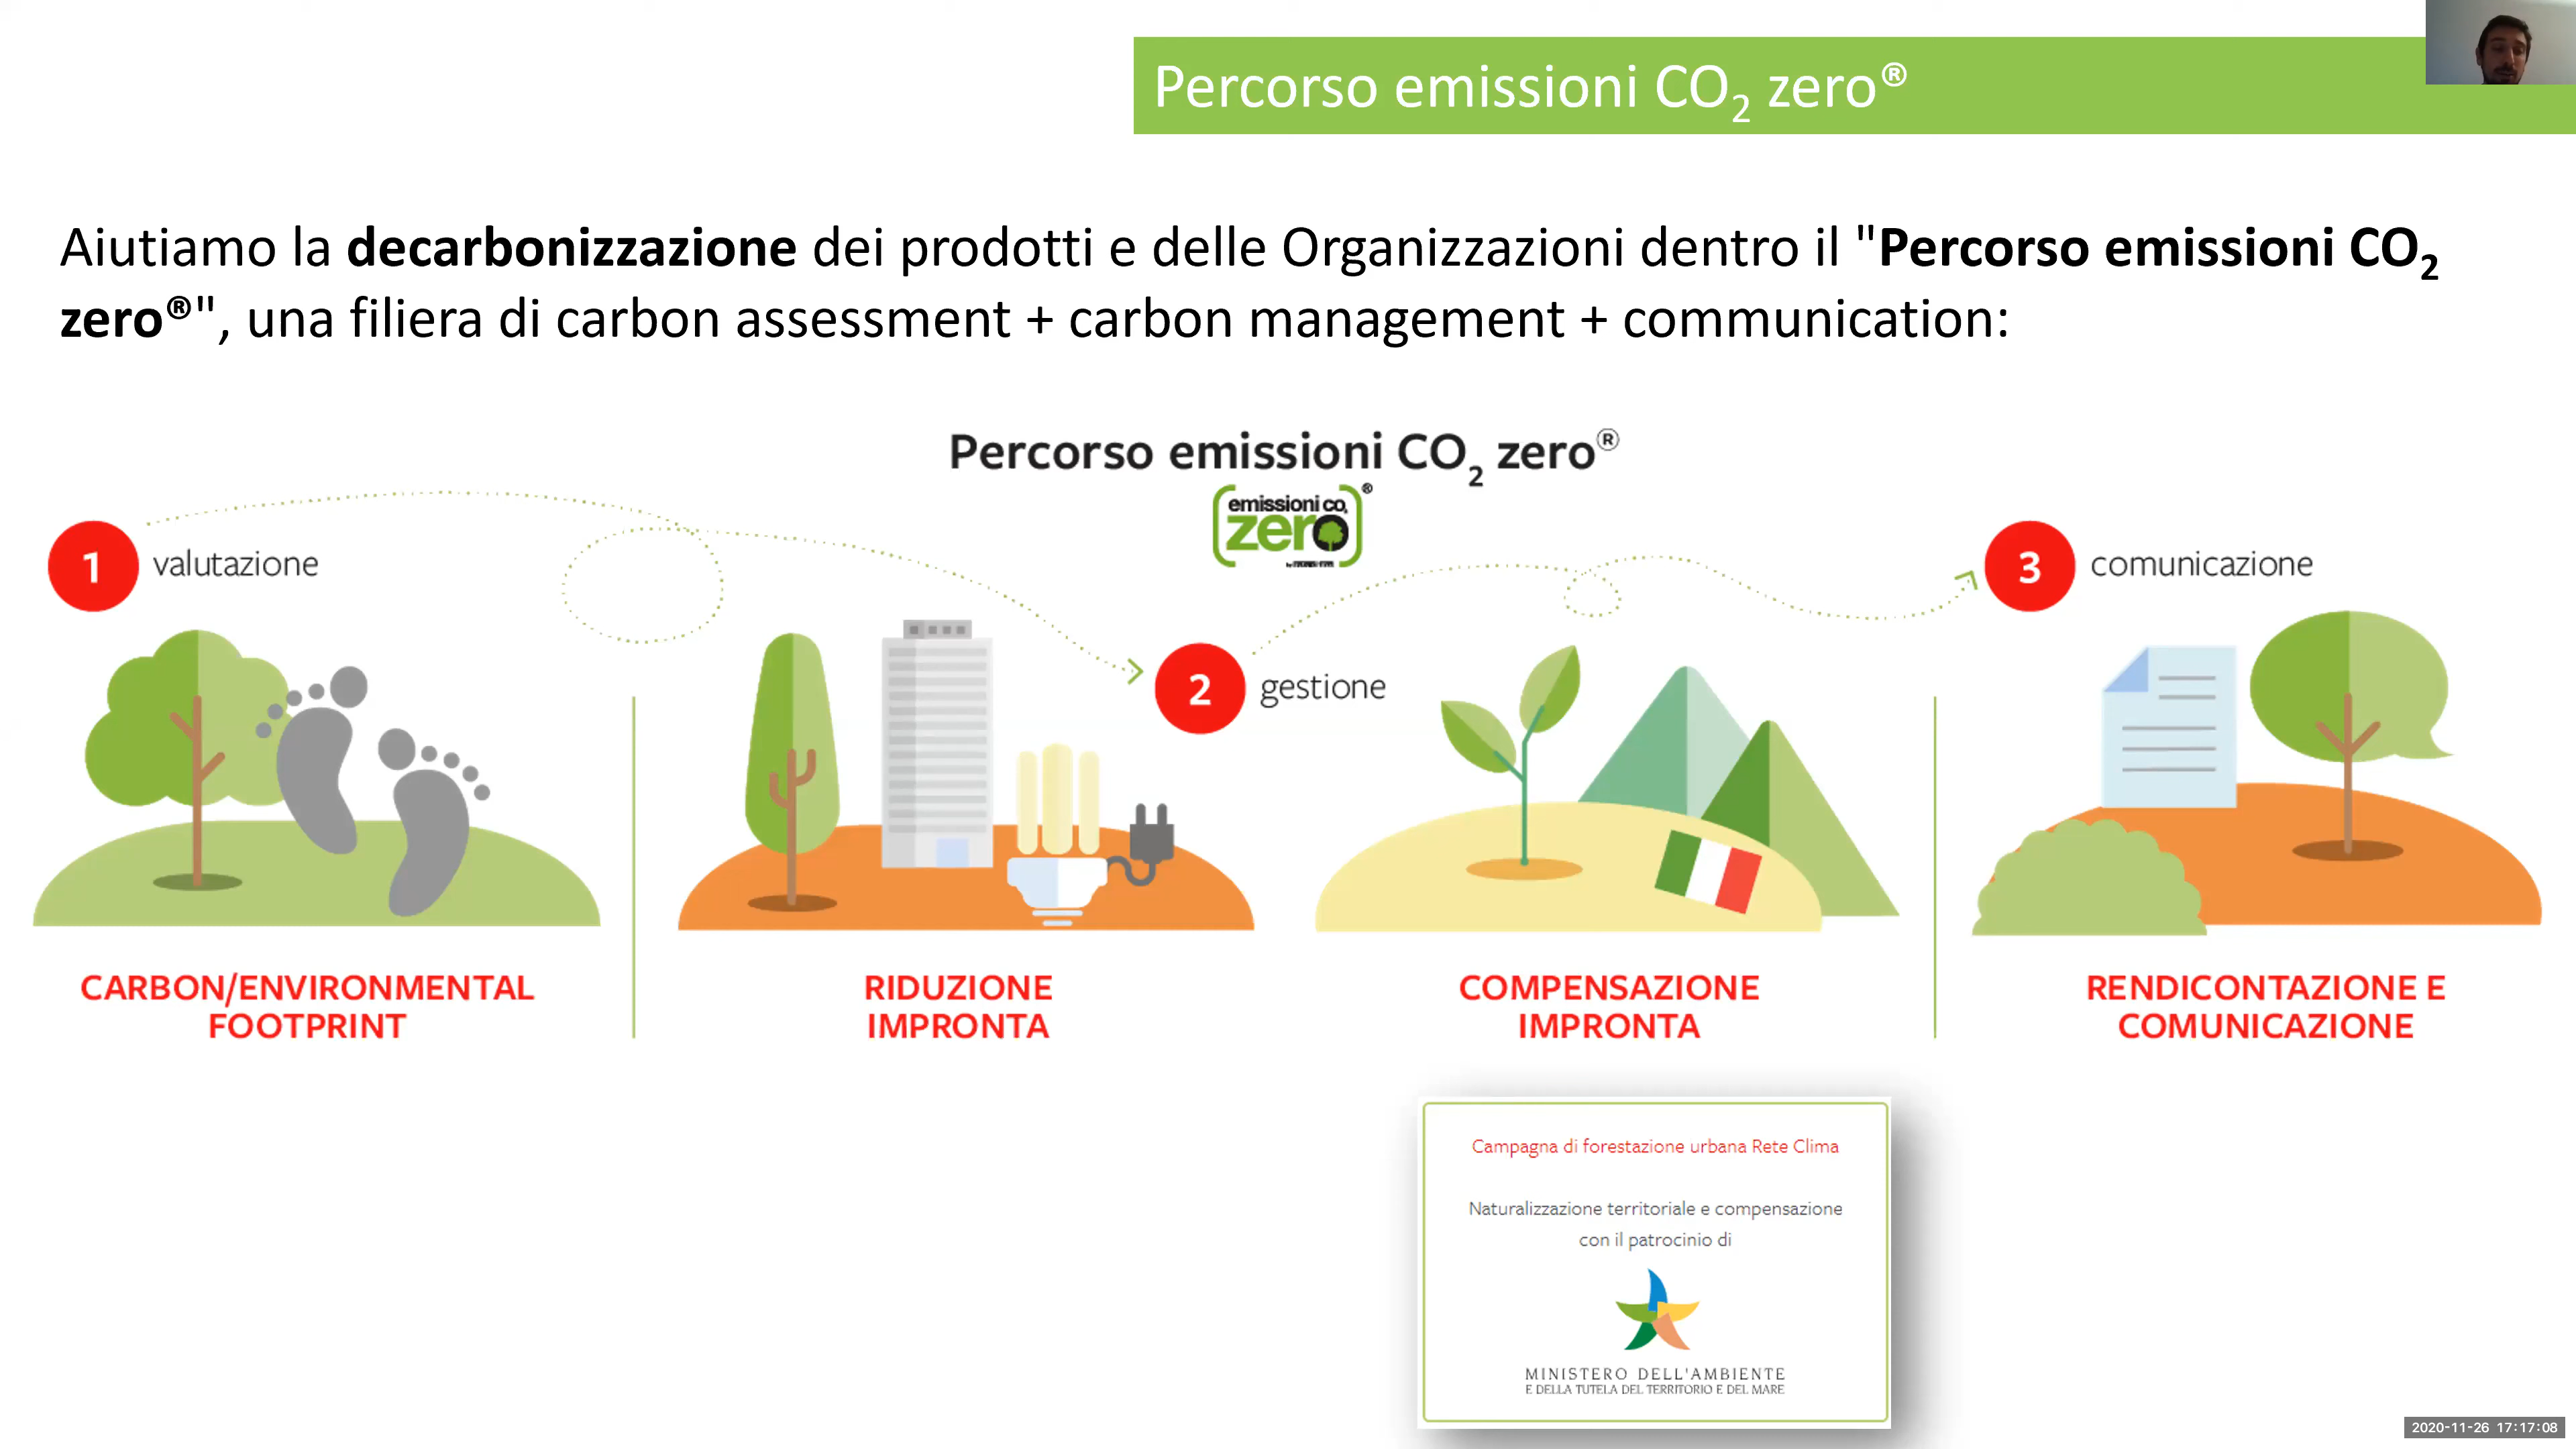 Percorso emissioni CO₂ zero®
Aiutiamo la decarbonizzazione dei prodotti e delle Organizzazioni dentro il "Percorso emissioni CO₂
zero®", una filiera di carbon assessment + carbon management + communication:
Percorso emissioni CO₂ zero®
emissioni co₂ ®
zero
1 valutazione
3 comunicazione
2 gestione
CARBON/ENVIRONMENTAL
FOOTPRINT
RIDUZIONE
IMPRONTA
COMPENSAZIONE
IMPRONTA
RENDICONTAZIONE E
COMUNICAZIONE
Campagna di forestazione urbana Rete Clima
Naturalizzazione territoriale e compensazione
con il patrocinio di
MINISTERO DELL'AMBIENTE
E DELLA TUTELA DEL TERRITORIO E DEL MARE
2020-11-26 17:17:08